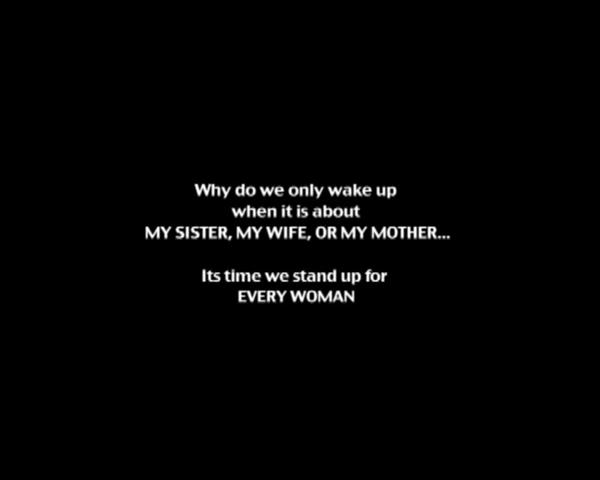 Why do we only wake up
when it is about
MY SISTER, MY WIFE, OR MY MOTHER...
Its time we stand up for
EVERY WOMAN